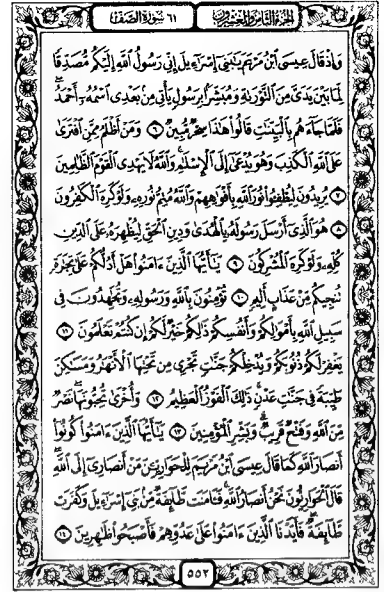 الجزء الثامن والعشرون
٦١ سورة الصف
وَإِذْ قَالَ عِيسَى ٱبْنُ مَرْيَمَ يَٰبَنِىٓ إِسْرَٰٓءِيلَ إِنِّى رَسُولُ ٱللَّهِ إِلَيْكُم مُّصَدِّقًا
لِّمَا بَيْنَ يَدَىَّ مِنَ ٱلتَّوْرَىٰةِ وَمُبَشِّرًۢا بِرَسُولٍ يَأْتِى مِنۢ بَعْدِى ٱسْمُهُۥٓ أَحْمَدُ ۖ
فَلَمَّا جَآءَهُم بِٱلْبَيِّنَٰتِ قَالُوا۟ هَٰذَا سِحْرٌ مُّبِينٌ ٦ وَمَنْ أَظْلَمُ مِمَّنِ ٱفْتَرَىٰ
عَلَى ٱللَّهِ ٱلْكَذِبَ وَهُوَ يُدْعَىٰٓ إِلَى ٱلْإِسْلَٰمِ ۚ وَٱللَّهُ لَا يَهْدِى ٱلْقَوْمَ ٱلظَّٰلِمِينَ
٧ يُرِيدُونَ لِيُطْفِـُٔوا۟ نُورَ ٱللَّهِ بِأَفْوَٰهِهِمْ وَٱللَّهُ مُتِمُّ نُورِهِۦ وَلَوْ كَرِهَ ٱلْكَٰفِرُونَ
٨ هُوَ ٱلَّذِىٓ أَرْسَلَ رَسُولَهُۥ بِٱلْهُدَىٰ وَدِينِ ٱلْحَقِّ لِيُظْهِرَهُۥ عَلَى ٱلدِّينِ
كُلِّهِۦ وَلَوْ كَرِهَ ٱلْمُشْرِكُونَ ٩ يَٰٓأَيُّهَا ٱلَّذِينَ ءَامَنُوا۟ هَلْ أَدُلُّكُمْ عَلَىٰ تِجَٰرَةٍ
تُنجِيكُم مِّنْ عَذَابٍ أَلِيمٍ ١٠ تُؤْمِنُونَ بِٱللَّهِ وَرَسُولِهِۦ وَتُجَٰهِدُونَ فِى
سَبِيلِ ٱللَّهِ بِأَمْوَٰلِكُمْ وَأَنفُسِكُمْ ۚ ذَٰلِكُمْ خَيْرٌ لَّكُمْ إِن كُنتُمْ تَعْلَمُونَ ١١
يَغْفِرْ لَكُمْ ذُنُوبَكُمْ وَيُدْخِلْكُمْ جَنَّٰتٍ تَجْرِى مِن تَحْتِهَا ٱلْأَنْهَٰرُ وَمَسَٰكِنَ
طَيِّبَةً فِى جَنَّٰتِ عَدْنٍ ۚ ذَٰلِكَ ٱلْفَوْزُ ٱلْعَظِيمُ ١٢ وَأُخْرَىٰ تُحِبُّونَهَا ۖ نَصْرٌ
مِّنَ ٱللَّهِ وَفَتْحٌ قَرِيبٌ ۗ وَبَشِّرِ ٱلْمُؤْمِنِينَ ١٣ يَٰٓأَيُّهَا ٱلَّذِينَ ءَامَنُوا۟ كُونُوٓا۟
أَنصَارَ ٱللَّهِ كَمَا قَالَ عِيسَى ٱبْنُ مَرْيَمَ لِلْحَوَارِيِّـۧنَ مَنْ أَنصَارِىٓ إِلَى ٱللَّهِ ۖ
قَالَ ٱلْحَوَارِيُّونَ نَحْنُ أَنصَارُ ٱللَّهِ ۖ فَـَٔامَنَت طَّآئِفَةٌ مِّنۢ بَنِىٓ إِسْرَٰٓءِيلَ وَكَفَرَت
طَّآئِفَةٌ ۖ فَأَيَّدْنَا ٱلَّذِينَ ءَامَنُوا۟ عَلَىٰ عَدُوِّهِمْ فَأَصْبَحُوا۟ ظَٰهِرِينَ ١٤
٥٥٢